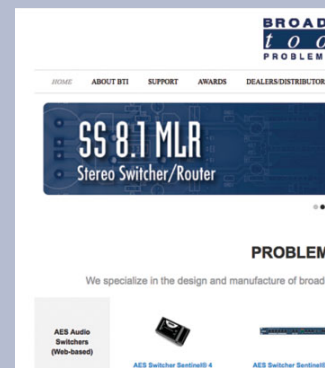 BROAD
too
PROBLEM
HOME ABOUT BTI SUPPORT AWARDS DEALERS/DISTRIBUTOR
SS 8.1 MLR
Stereo Switcher/Router
PROBLEM
We specialize in the design and manufacture of broad
AES Audio
Switchers
(Web-based)
AES Switcher Sentinel® 4 AES Switcher Sentinel®